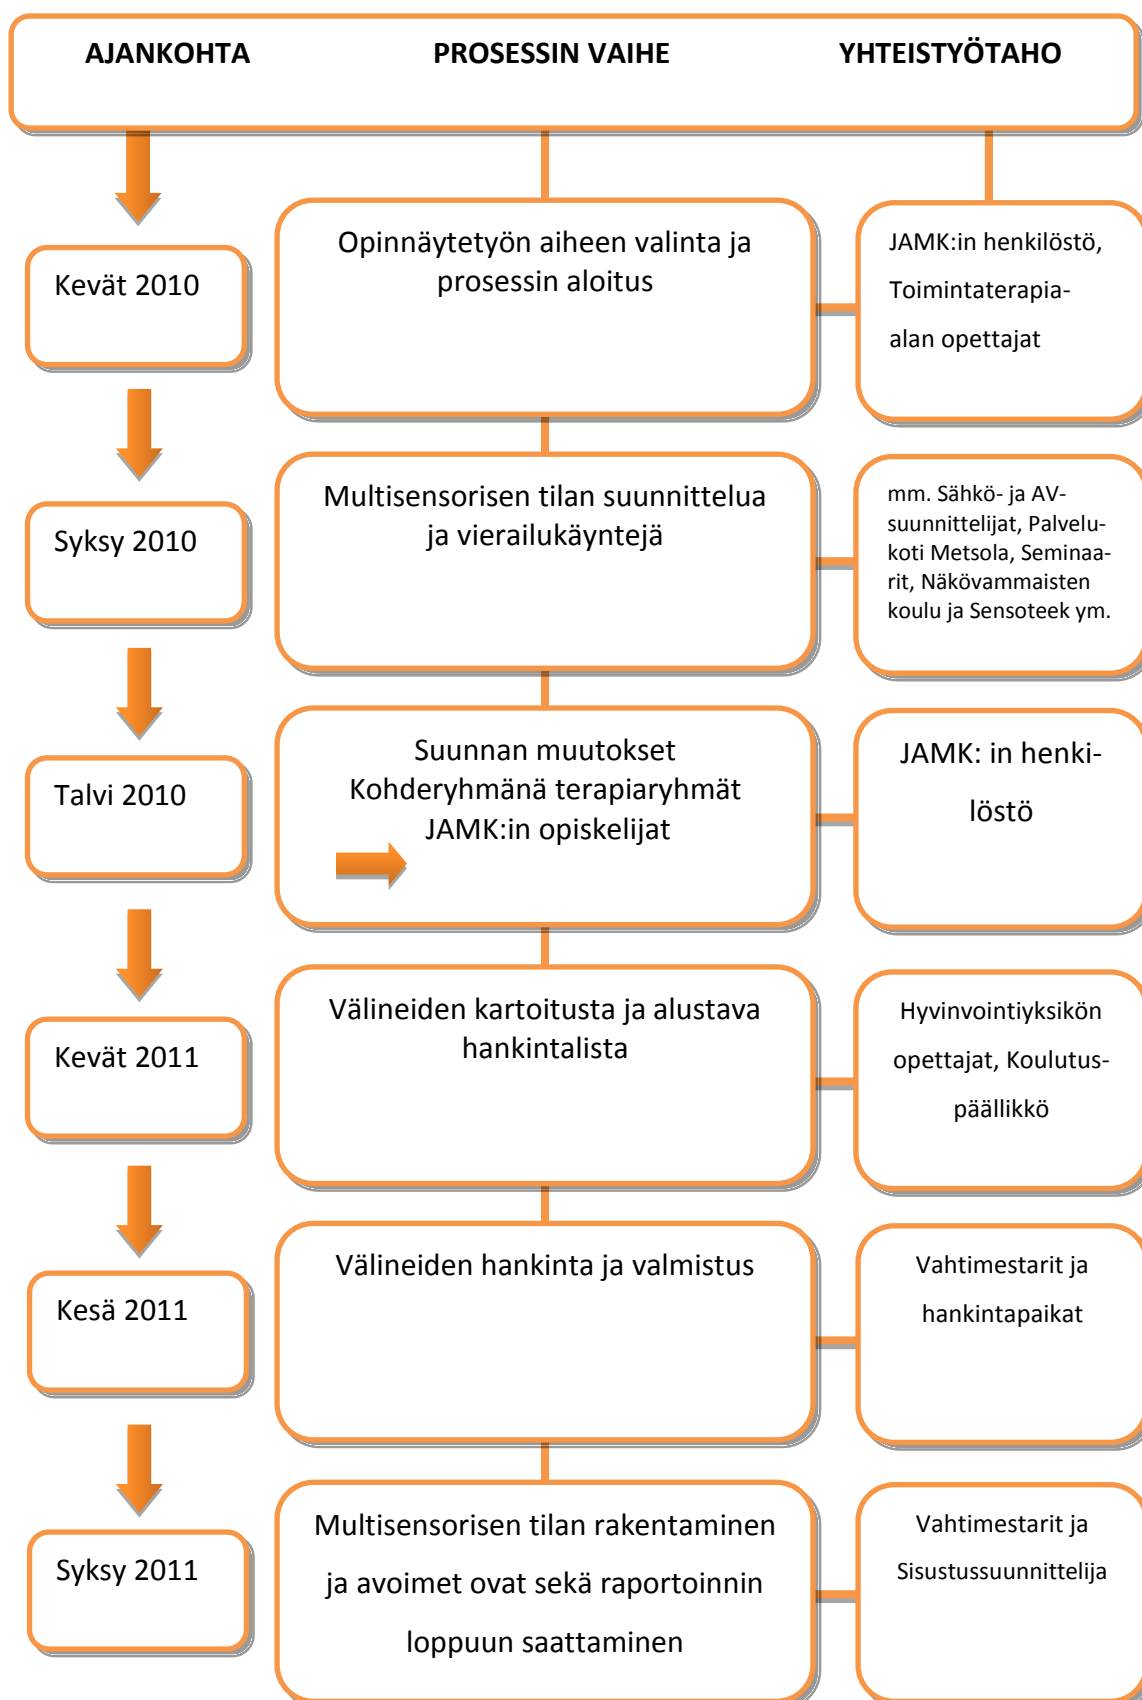 AJANKOHTA PROSESSIN VAIHE YHTEISTYÖTAHO
Kevät 2010
Opinnäytetyön aiheen valinta ja
prosessin aloitus
JAMK:in henkilöstö,
Toimintaterapia-
alan opettajat
Syksy 2010
Multisensorisen tilan suunnittelua
ja vierailukäyntejä
mm. Sähkö- ja AV-
suunnittelijat, Palvelu-
koti Metsola, Seminaa-
rit, Näkövammaisten
koulu ja Sensoteek ym.
Talvi 2010
Suunnan muutokset
Kohderyhmänä terapiaryhmät
JAMK:in opiskelijat
JAMK: in henki-
löstö
Kevät 2011
Välineiden kartoitusta ja alustava
hankintalista
Hyvinvointiyksikön
opettajat, Koulutus-
päällikkö
Kesä 2011
Välineiden hankinta ja valmistus
Vahtimestarit ja
hankintapaikat
Syksy 2011
Multisensorisen tilan rakentaminen
ja avoimet ovat sekä raportoinnin
loppuun saattaminen
Vahtimestarit ja
Sisustussuunnittelija